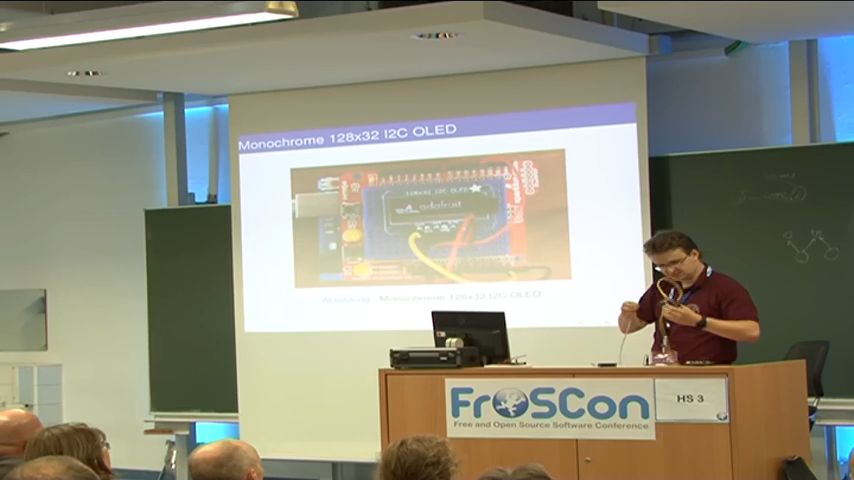 Monochrome 128x32 I2C OLED
128x32 I2C OLED
adafruit
Abbildung : Monochrome 128x32 I2C OLED
FrOSCon
Free and Open Source Software Conference
HS 3